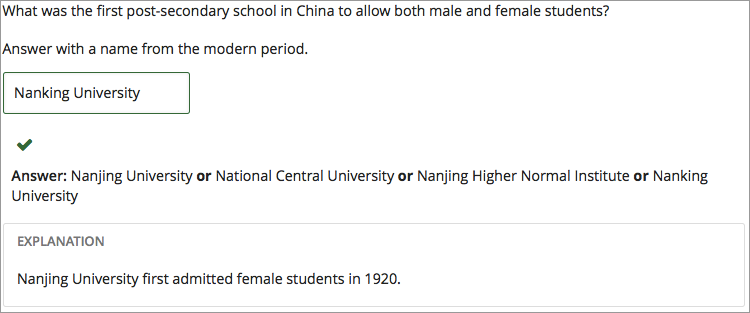 What was the first post-secondary school in China to allow both male and female students?
Answer with a name from the modern period.
Nanking University
Answer: Nanjing University or National Central University or Nanjing Higher Normal Institute or Nanking
University
EXPLANATION
Nanjing University first admitted female students in 1920.